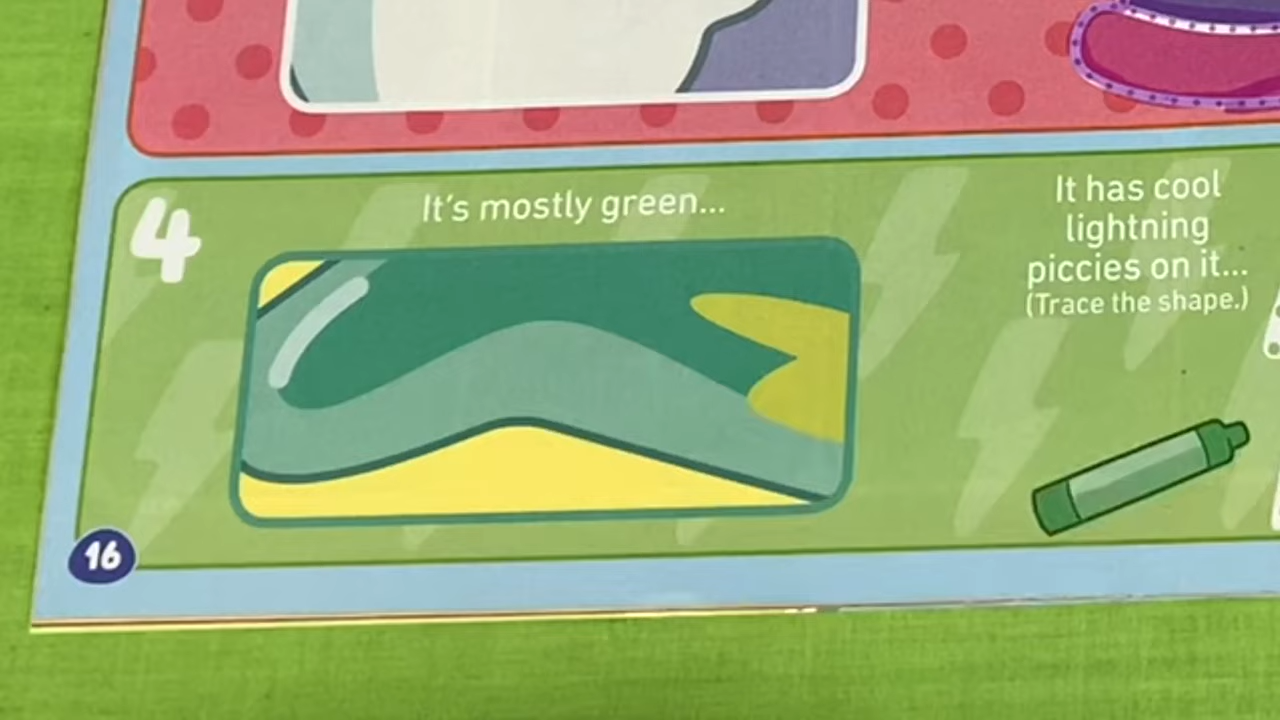 4
It's mostly green...
It has cool
lightning
piccies on it...
(Trace the shape.)
16